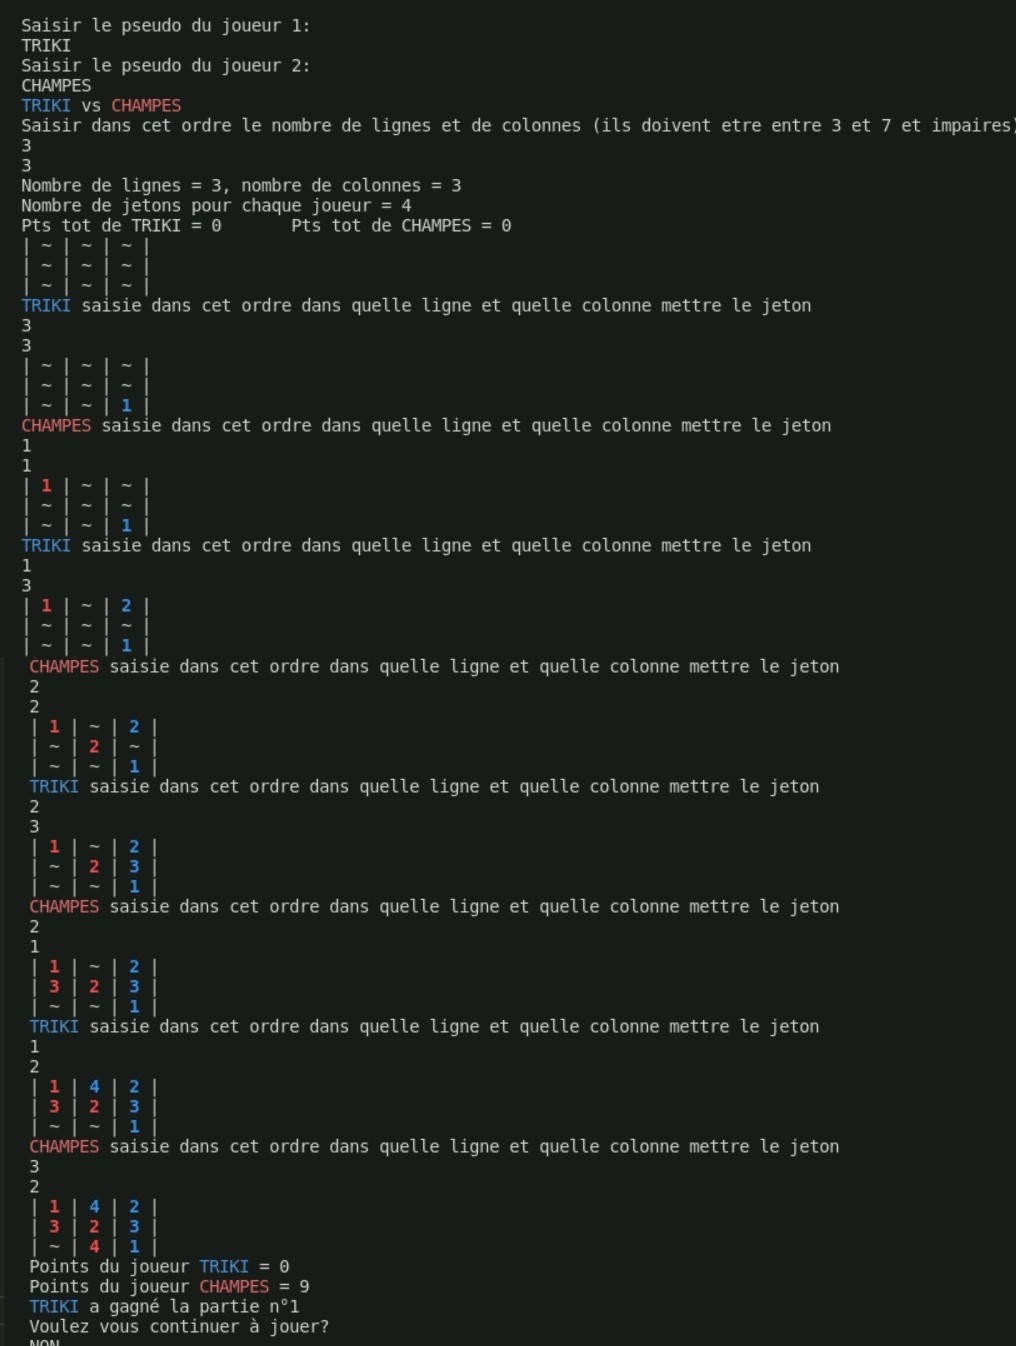 Saisir le pseudo du joueur 1:
TRIKI
Saisir le pseudo du joueur 2:
CHAMPES
TRIKI vs CHAMPES
Saisir dans cet ordre le nombre de lignes et de colonnes (ils doivent etre entre 3 et 7 et impaires)
3
3
Nombre de lignes = 3, nombre de colonnes = 3
Nombre de jetons pour chaque joueur = 4
Pts tot de TRIKI = 0       Pts tot de CHAMPES = 0
| ~ | ~ | ~ |
| ~ | ~ | ~ |
| ~ | ~ | ~ |
TRIKI saisie dans cet ordre dans quelle ligne et quelle colonne mettre le jeton
3
3
| ~ | ~ | ~ |
| ~ | ~ | ~ |
| ~ | ~ | 1 |
CHAMPES saisie dans cet ordre dans quelle ligne et quelle colonne mettre le jeton
1
1
| 1 | ~ | ~ |
| ~ | ~ | ~ |
| ~ | ~ | 1 |
TRIKI saisie dans cet ordre dans quelle ligne et quelle colonne mettre le jeton
1
3
| 1 | ~ | 2 |
| ~ | ~ | ~ |
| ~ | ~ | 1 |
CHAMPES saisie dans cet ordre dans quelle ligne et quelle colonne mettre le jeton
2
2
| 1 | ~ | 2 |
| ~ | 2 | ~ |
| ~ | ~ | 1 |
TRIKI saisie dans cet ordre dans quelle ligne et quelle colonne mettre le jeton
2
3
| 1 | ~ | 2 |
| ~ | 2 | 3 |
| ~ | ~ | 1 |
CHAMPES saisie dans cet ordre dans quelle ligne et quelle colonne mettre le jeton
2
1
| 1 | ~ | 2 |
| 3 | 2 | 3 |
| ~ | ~ | 1 |
TRIKI saisie dans cet ordre dans quelle ligne et quelle colonne mettre le jeton
1
2
| 1 | 4 | 2 |
| 3 | 2 | 3 |
| ~ | ~ | 1 |
CHAMPES saisie dans cet ordre dans quelle ligne et quelle colonne mettre le jeton
3
2
| 1 | 4 | 2 |
| 3 | 2 | 3 |
| ~ | 4 | 1 |
Points du joueur TRIKI = 0
Points du joueur CHAMPES = 9
TRIKI a gagné la partie n°1
Voulez vous continuer à jouer?
NON